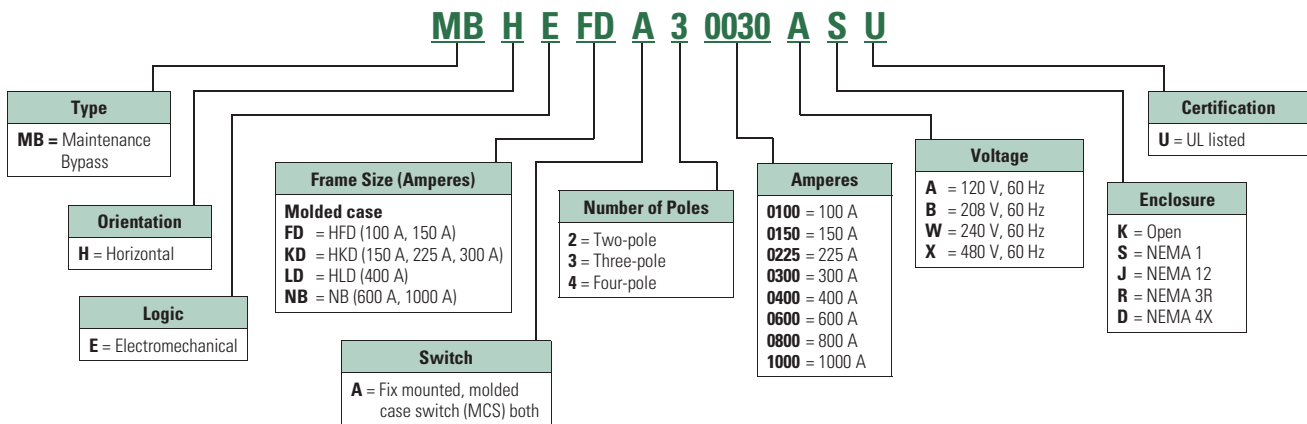 MB H E FD A 3 0030 A S U
Type
MB = Maintenance
Bypass
Orientation
H = Horizontal
Logic
E = Electromechanical
Frame Size (Amperes)
Molded case
FD = HFD (100 A, 150 A)
KD = HKD (150 A, 225 A, 300 A)
LD = HLD (400 A)
NB = NB (600 A, 1000 A)
Switch
A = Fix mounted, molded
case switch (MCS) both
Number of Poles
2 = Two-pole
3 = Three-pole
4 = Four-pole
Amperes
0100 = 100 A
0150 = 150 A
0225 = 225 A
0300 = 300 A
0400 = 400 A
0600 = 600 A
0800 = 800 A
1000 = 1000 A
Voltage
A = 120 V, 60 Hz
B = 208 V, 60 Hz
W = 240 V, 60 Hz
X = 480 V, 60 Hz
Enclosure
K = Open
S = NEMA 1
J = NEMA 12
R = NEMA 3R
D = NEMA 4X
Certification
U = UL listed